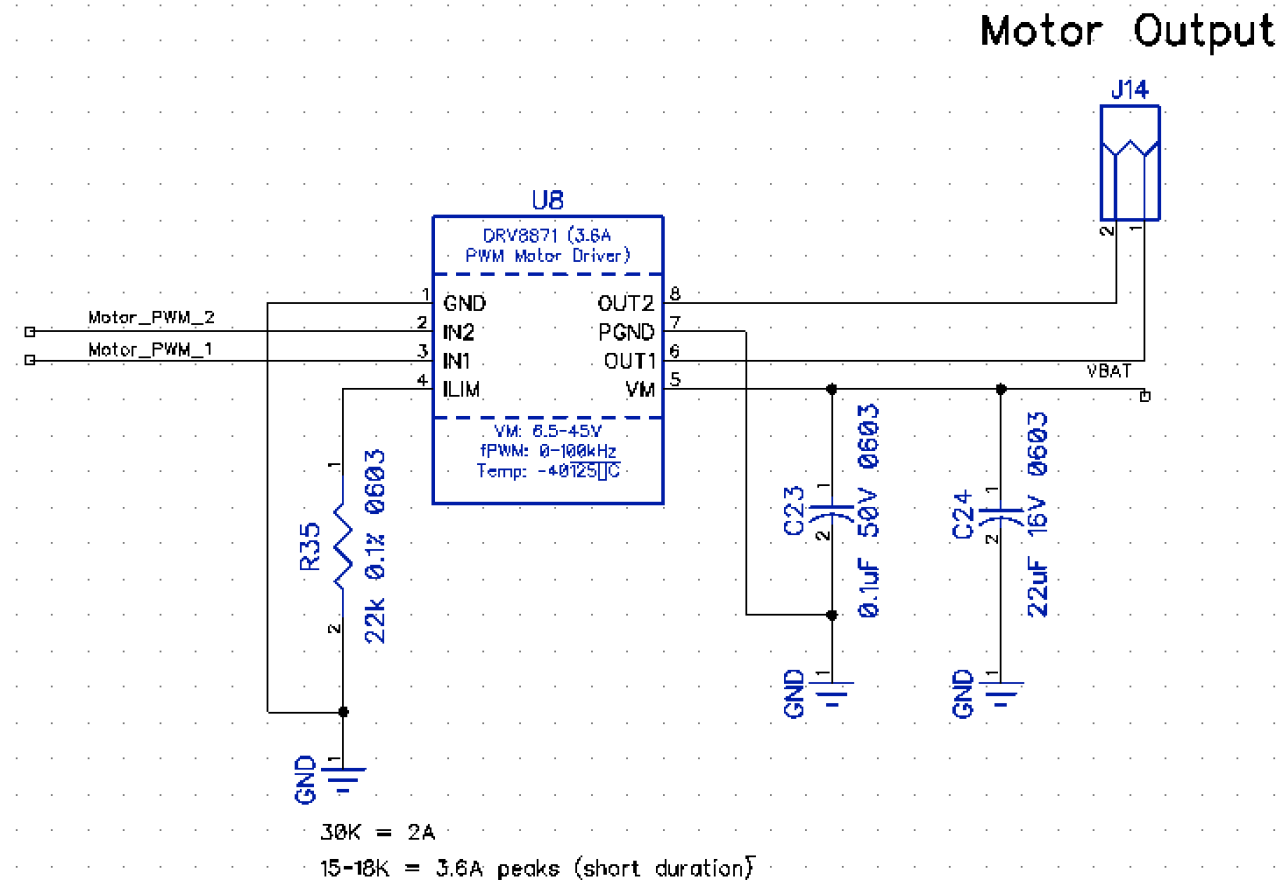 Motor Output
J14
2
1
U8
DRV8871 (3.6A
PWM Motor Driver)
1
GND
OUT2
8
Motor_PWM_2
2
IN2
PGND
7
Motor_PWM_1
3
IN1
OUT1
6
4
ILIM
VM
5
VBAT
VM: 6.5-45V
fPWM: 0-100kHz
Temp: -40125▯C
1
R35
22k 0.1% 0603
2
1
C23
2
0.1uF 50V 0603
1
C24
2
22uF 16V 0603
GND
1
GND
1
GND
1
30K = 2A
15-18K = 3.6A peaks (short duration)